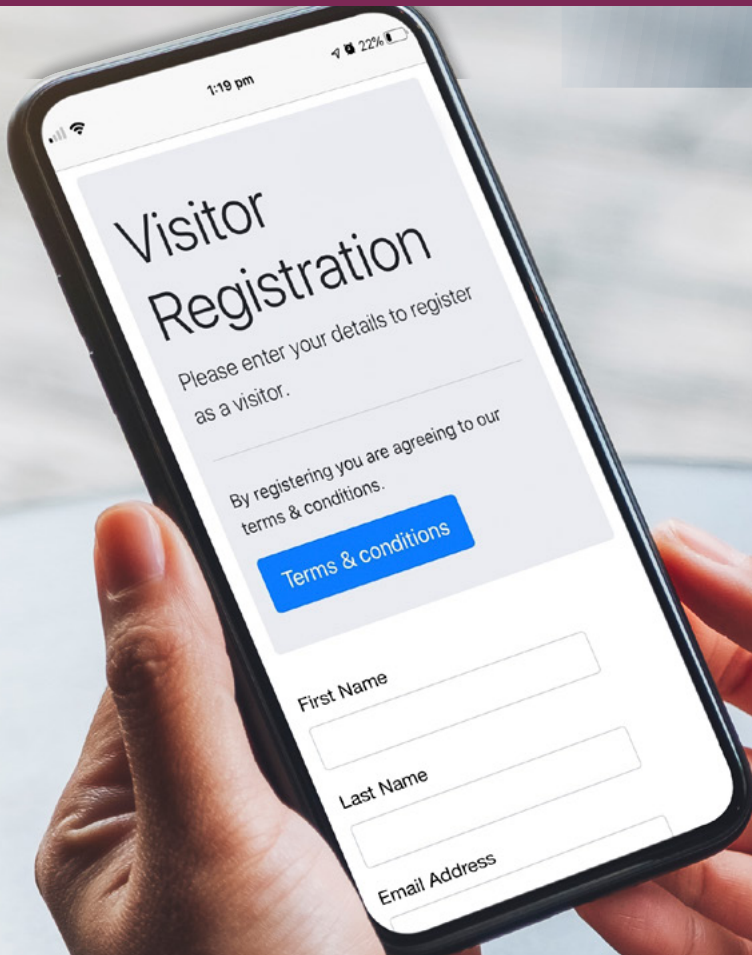 1:19 pm
22%
Visitor
Registration
Please enter your details to register
as a visitor.
By registering you are agreeing to our
terms & conditions.
Terms & conditions
First Name
Last Name
Email Address